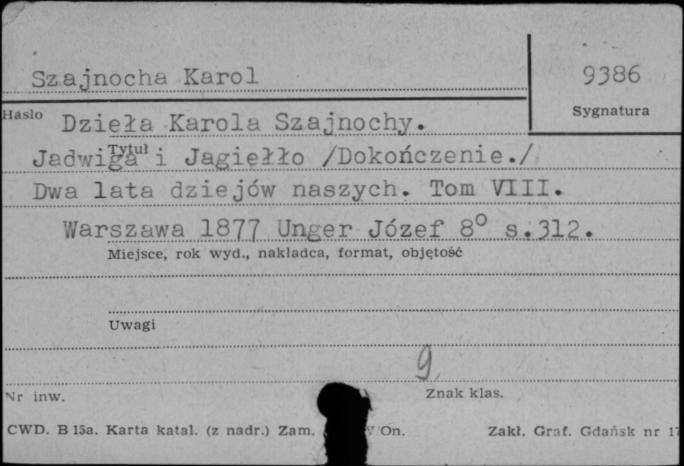 Szajnocha Karol
9386
Hasło
Sygnatura
Dzieła Karola Szajnochy.
Tytuł
Jadwiga i Jagiełło /Dokończenie./
Dwa lata dziejów naszych. Tom VIII.
Warszawa 1877 Unger Józef 8° s.312.
Miejsce, rok wyd., nakładca, format, objętość
Uwagi
9
Nr inw.
Znak klas.
CWD. B 15a. Karta katal. (z nadr.) Zam. On.
Zakł. Graf. Gdańsk nr